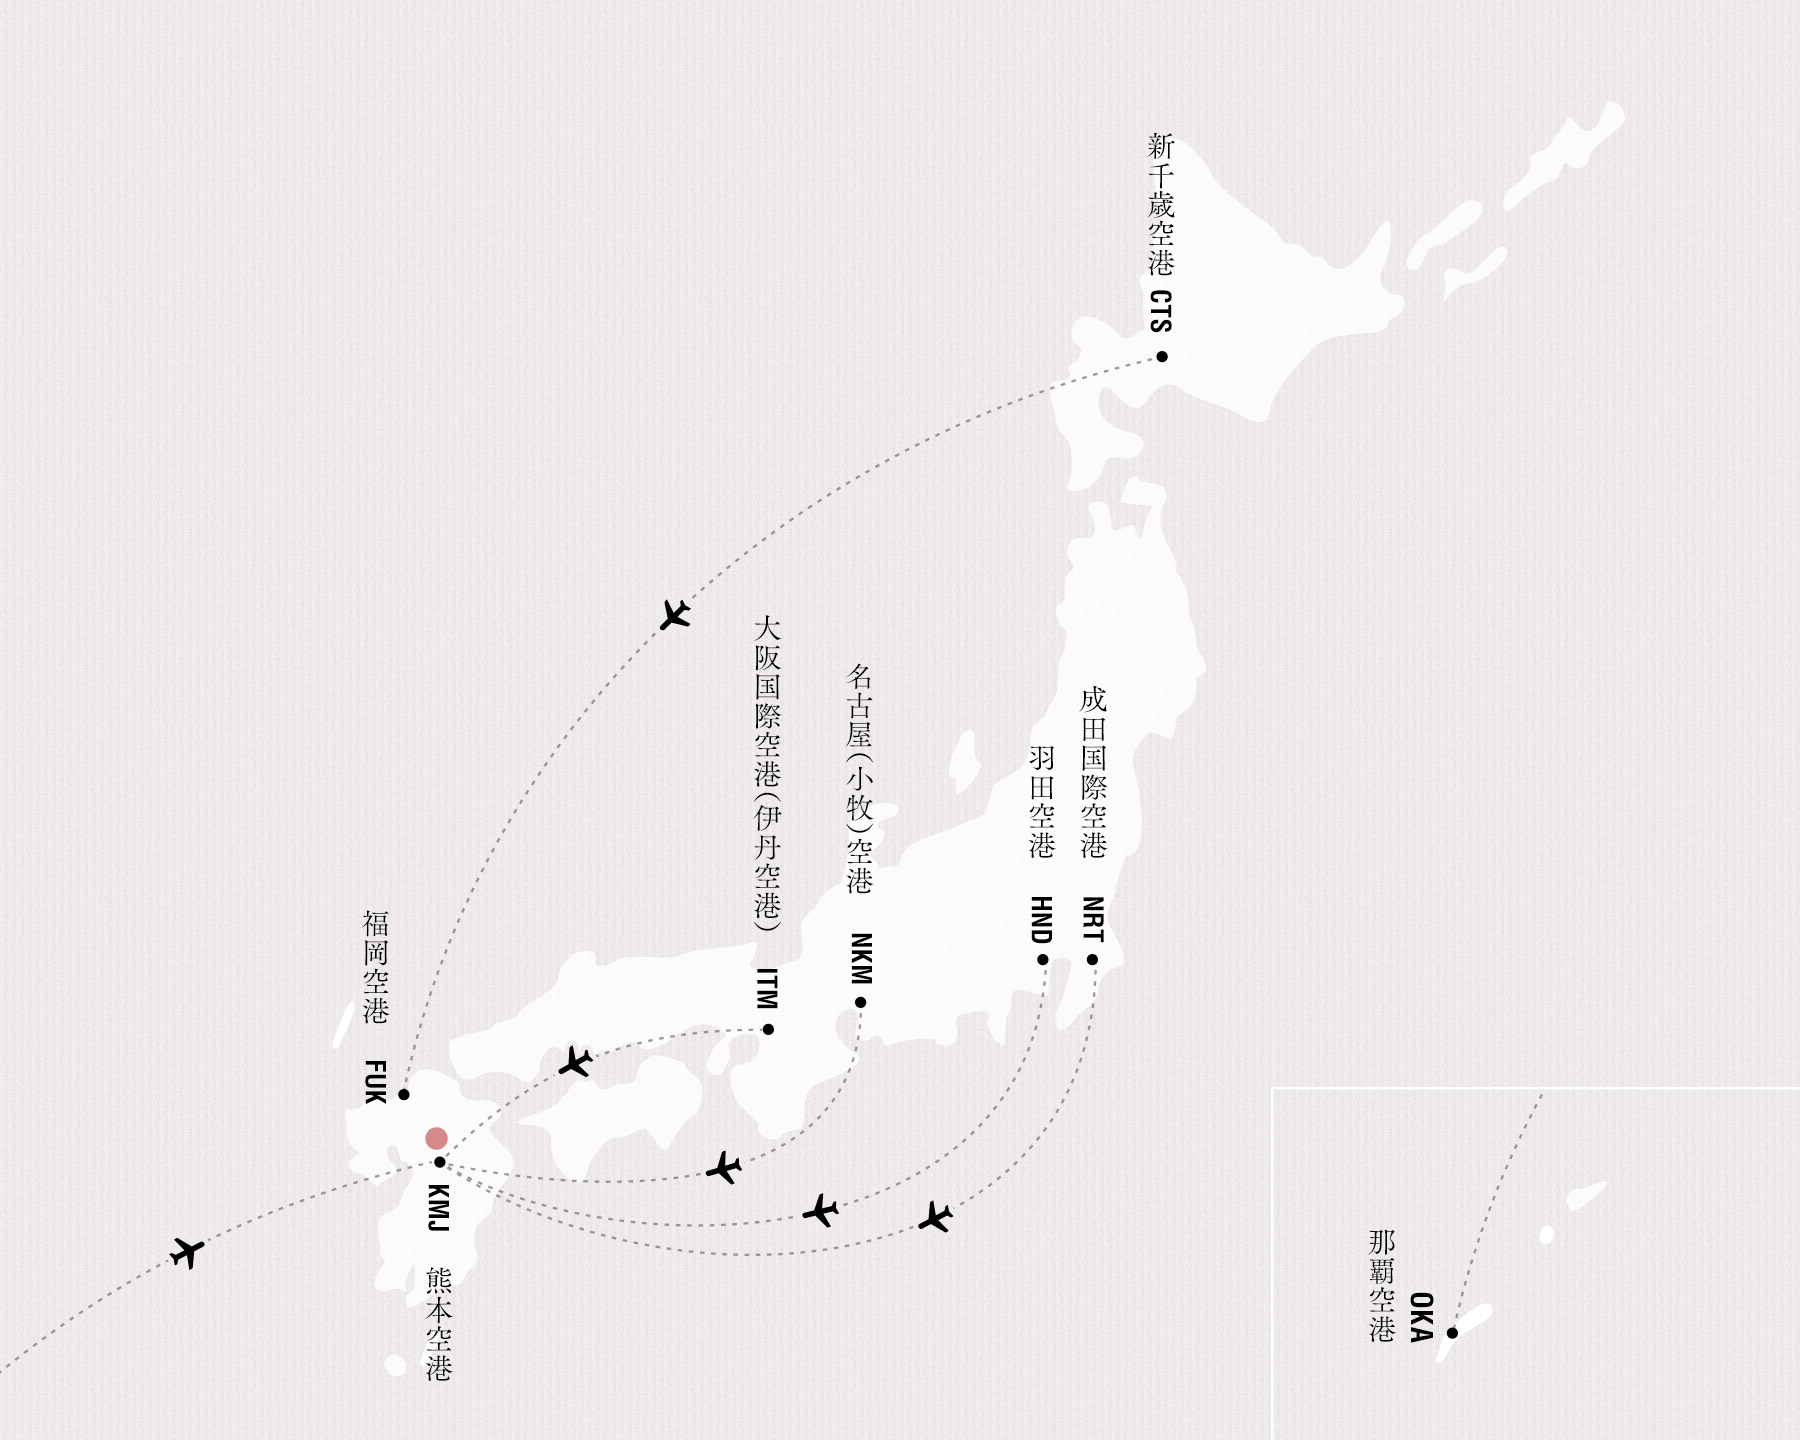 新千歳空港 CTS
成田国際空港 NRT
羽田空港 HND
名古屋(小牧)空港 NKM
大阪国際空港(伊丹空港) ITM
福岡空港 FUK
KMJ 熊本空港
OKA
那覇空港